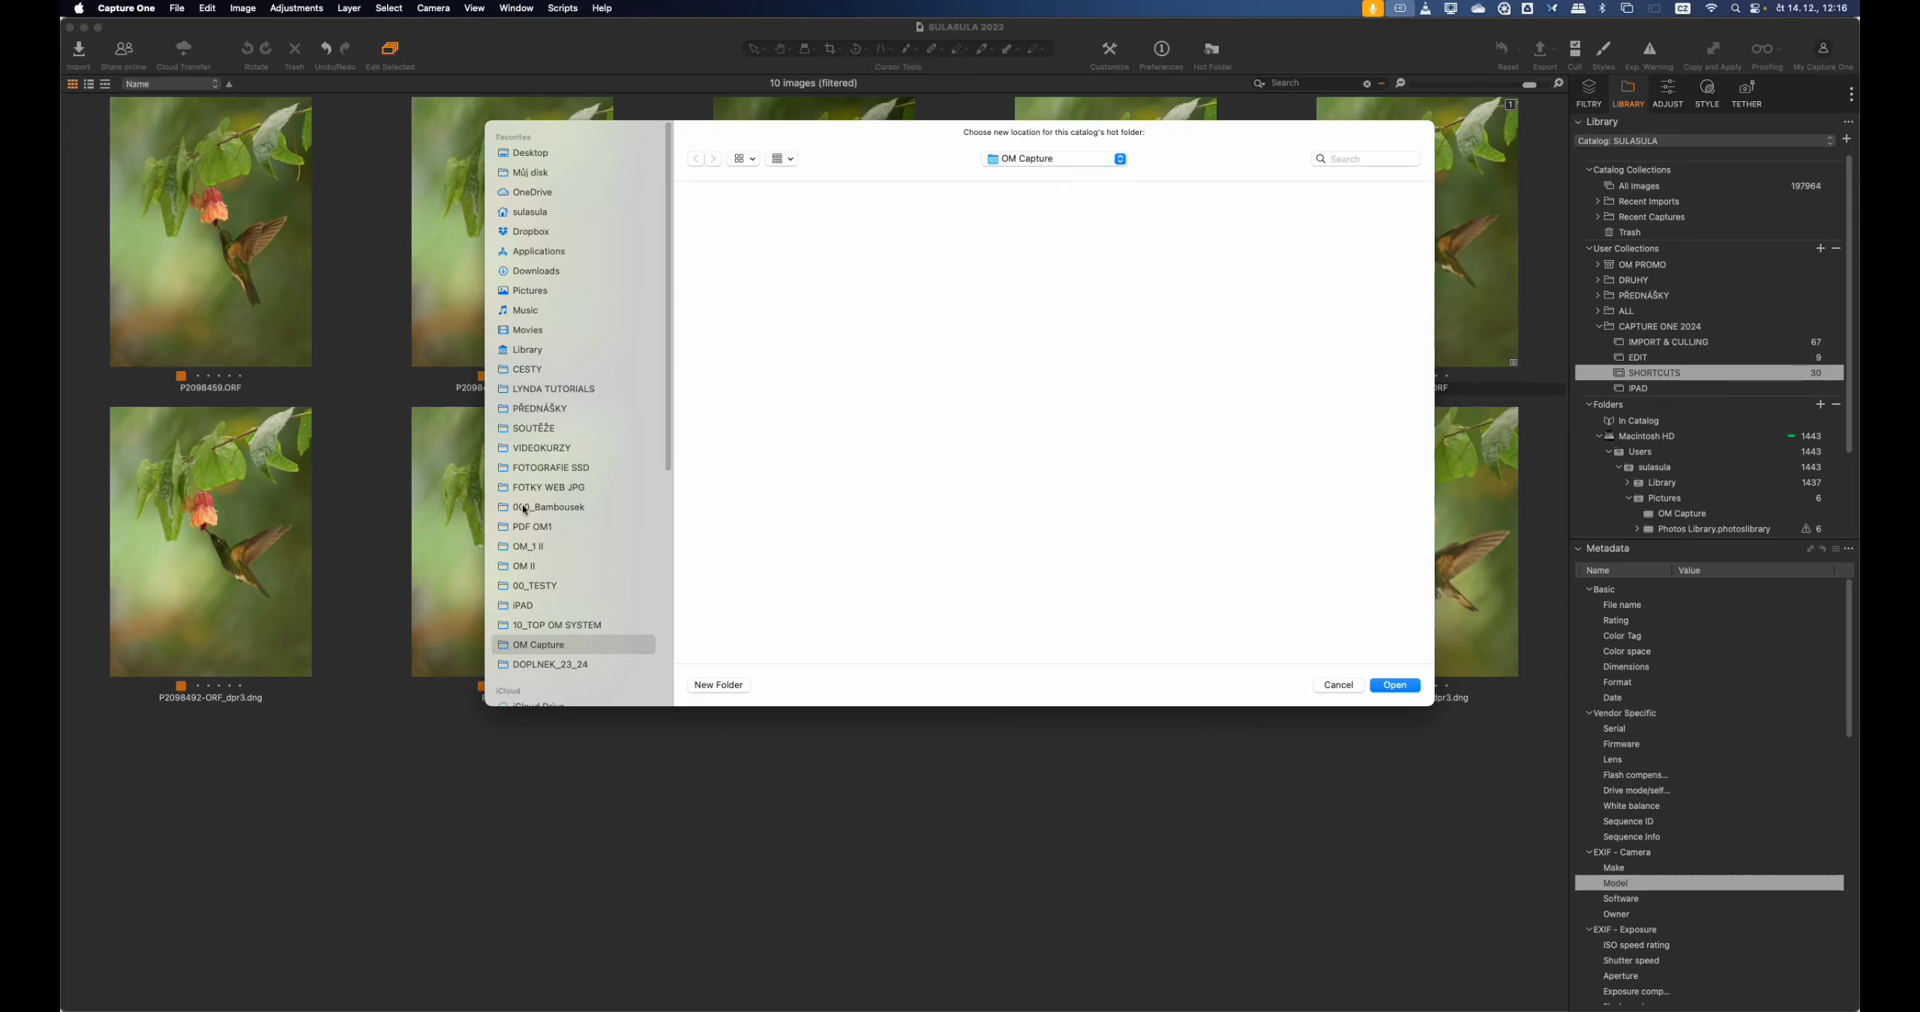 Capture One File Edit Image Adjustments Layer Select Camera View Window Scripts Help CZ čt 14. 12., 12:16
SULASULA 2022
Import Share online Cloud Transfer Rotate Trash Undo/Redo Edit Selected Cursor Tools Customize Preferences Hot Folder Reset Export Cull Styles Exp. Warning Copy and Apply Proofing My Capture One
Name 10 images (filtered) Search
FILTRY LIBRARY ADJUST STYLE TETHER
Library
Catalog: SULASULA
Catalog Collections
All Images 197964
Recent Imports
Recent Captures
Trash
User Collections
OM PROMO
DRUHY
PŘEDNÁŠKY
ALL
CAPTURE ONE 2024
IMPORT & CULLING 67
EDIT 9
SHORTCUTS 30
IPAD
Folders
In Catalog
Macintosh HD 1443
Users 1443
sulasula 1443
Library 1437
Pictures 6
OM Capture
Photos Library.photoslibrary 6
Metadata
Name Value
Basic
File name
Rating
Color Tag
Color space
Dimensions
Format
Date
Vendor Specific
Serial
Firmware
Lens
Flash compens...
Drive mode/self...
White balance
Sequence ID
Sequence Info
EXIF - Camera
Make
Model
Software
Owner
EXIF - Exposure
ISO speed rating
Shutter speed
Aperture
Exposure comp...
Choose new location for this catalog's hot folder:
OM Capture
Search
Favorites
Desktop
Můj disk
OneDrive
sulasula
Dropbox
Applications
Downloads
Pictures
Music
Movies
Library
CESTY
LYNDA TUTORIALS
PŘEDNÁŠKY
SOUTĚŽE
VIDEOKURZY
FOTOGRAFIE SSD
FOTKY WEB JPG
000_Bambousek
PDF OM1
OM_1 II
OM II
00_TESTY
iPAD
10_TOP OM SYSTEM
OM Capture
DOPLNEK_23_24
iCloud
iCloud Drive
New Folder Cancel Open
1
P2098459.ORF
P2098492-ORF_dpr3.dng